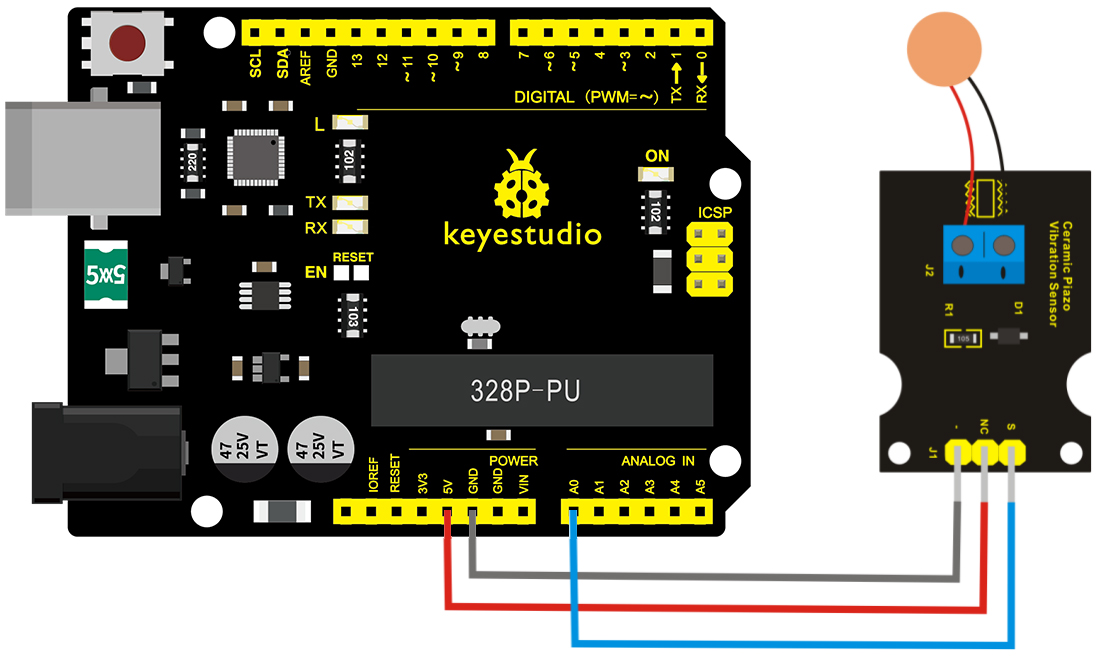 SCL
SDA
AREF
GND
13
12
~11
~10
~9
8
7
~6
~5
4
~3
2
TX→1
RX←0
DIGITAL (PWM=~)
L
220
102
TX
RX
ON
102
ICSP
keyestudio
RESET
EN
5XX5
103
328P-PU
47
25V
VT
47
25V
VT
POWER
ANALOG IN
IOREF
RESET
3V3
5V
GND
GND
VIN
A0
A1
A2
A3
A4
A5
Ceramic Piazo
Vibration Sensor
J2
R1
D1
105
J1
-
NC
S